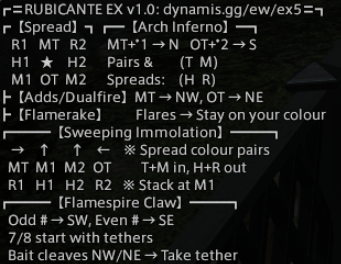 ┏=RUBICANTE EX v1.0: dynamis.gg/ew/ex5=┓
┏【Spread】┓ ┏━【Arch Inferno】━┓
R1 MT R2 MT+*1→N OT+*2→S
H1 ★ H2 Pairs & (T M)
M1 OT M2 Spreads: (H R)
┣【Adds/Dualfire】MT→NW, OT→NE
┣【Flamerake】 Flares→Stay on your colour
┏━━━【Sweeping Immolation】━━━┓
→ ↑ ↑ ← ※ Spread colour pairs
MT M1 M2 OT T+M in, H+R out
R1 H1 H2 R2 ※ Stack at M1
┏━━━【Flamespire Claw】━━━┓
Odd #→SW, Even #→SE
7/8 start with tethers
Bait cleaves NW/NE→Take tether